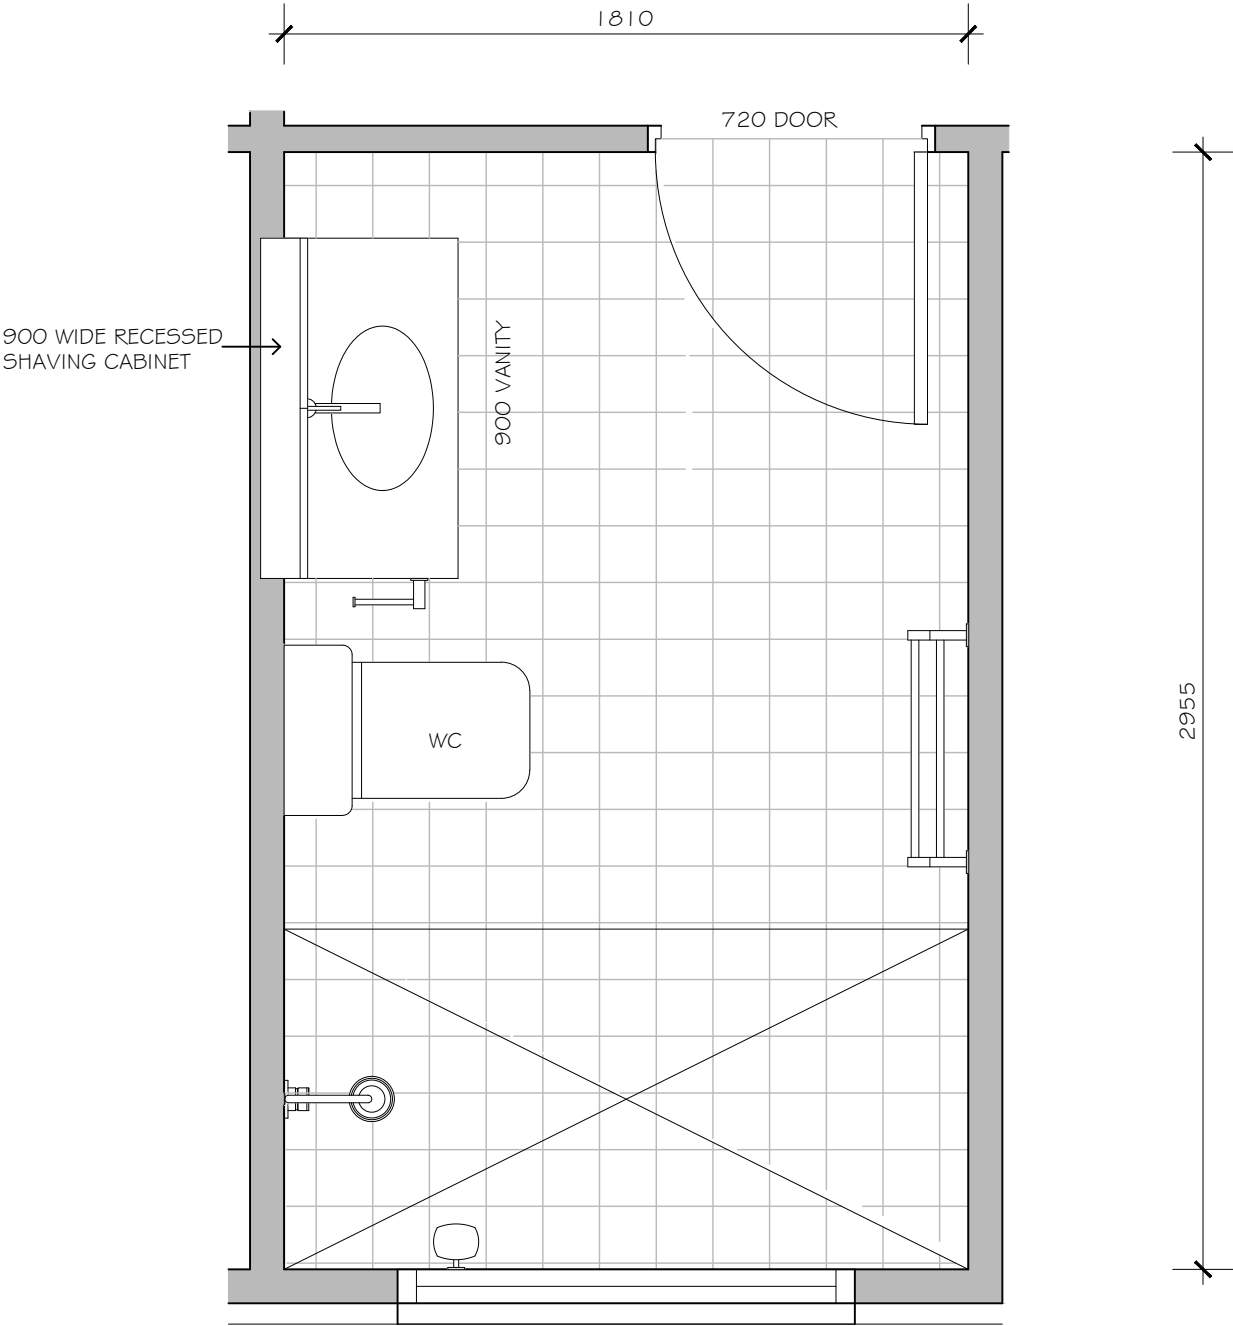 1810
720 DOOR
900 WIDE RECESSED
SHAVING CABINET
900 VANITY
2955
WC